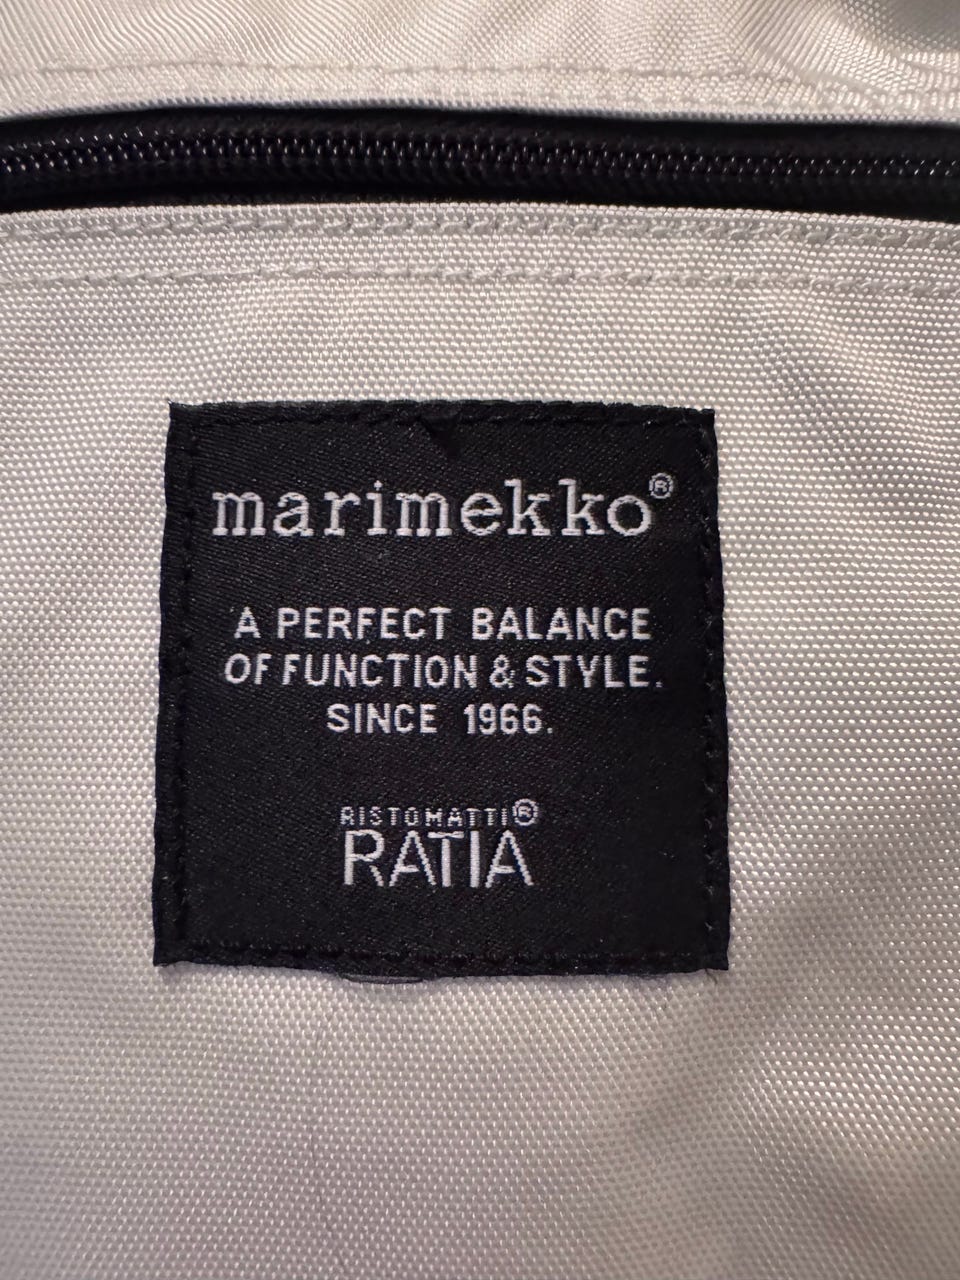 marimekko®
A PERFECT BALANCE
OF FUNCTION & STYLE.
SINCE 1966.
RISTOMATTI®
RATIA